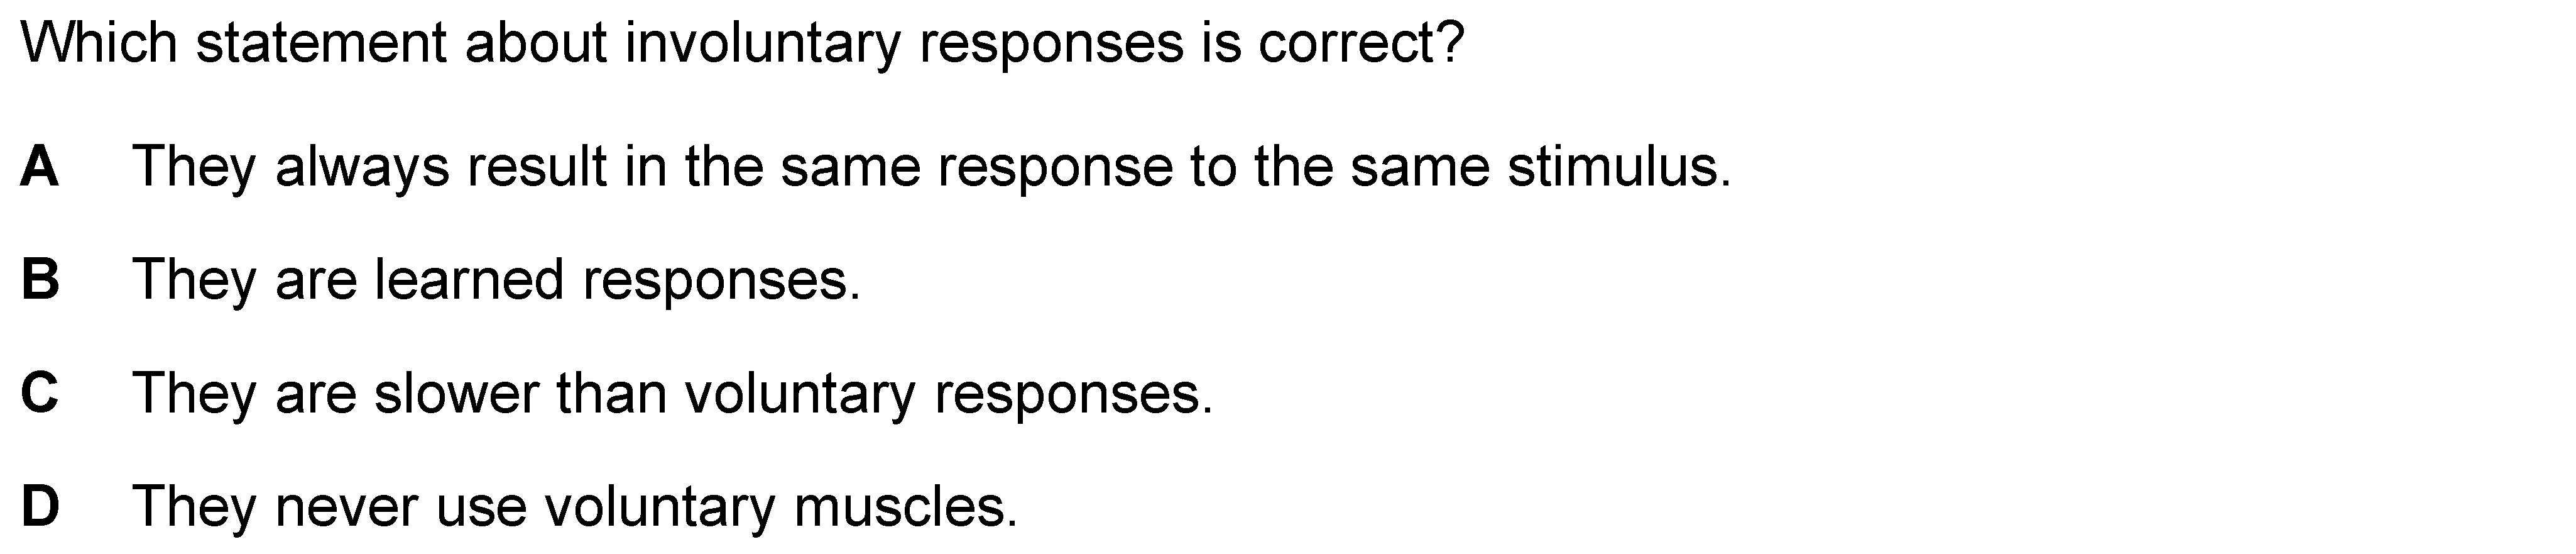 Which statement about involuntary responses is correct?
A They always result in the same response to the same stimulus.
B They are learned responses.
C They are slower than voluntary responses.
D They never use voluntary muscles.